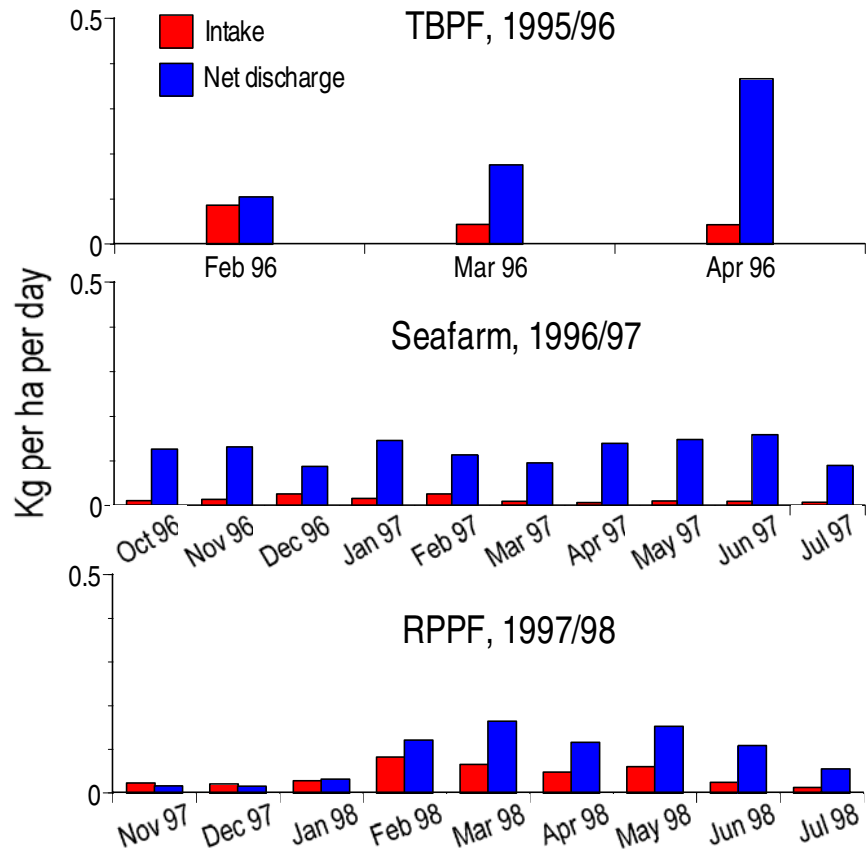 TBPF, 1995/96
Intake
Net discharge
0.5
0
Feb 96 Mar 96 Apr 96
Kg per ha per day
0.5
Seafarm, 1996/97
0
Oct 96 Nov 96 Dec 96 Jan 97 Feb 97 Mar 97 Apr 97 May 97 Jun 97 Jul 97
0.5
RPPF, 1997/98
0
Nov 97 Dec 97 Jan 98 Feb 98 Mar 98 Apr 98 May 98 Jun 98 Jul 98